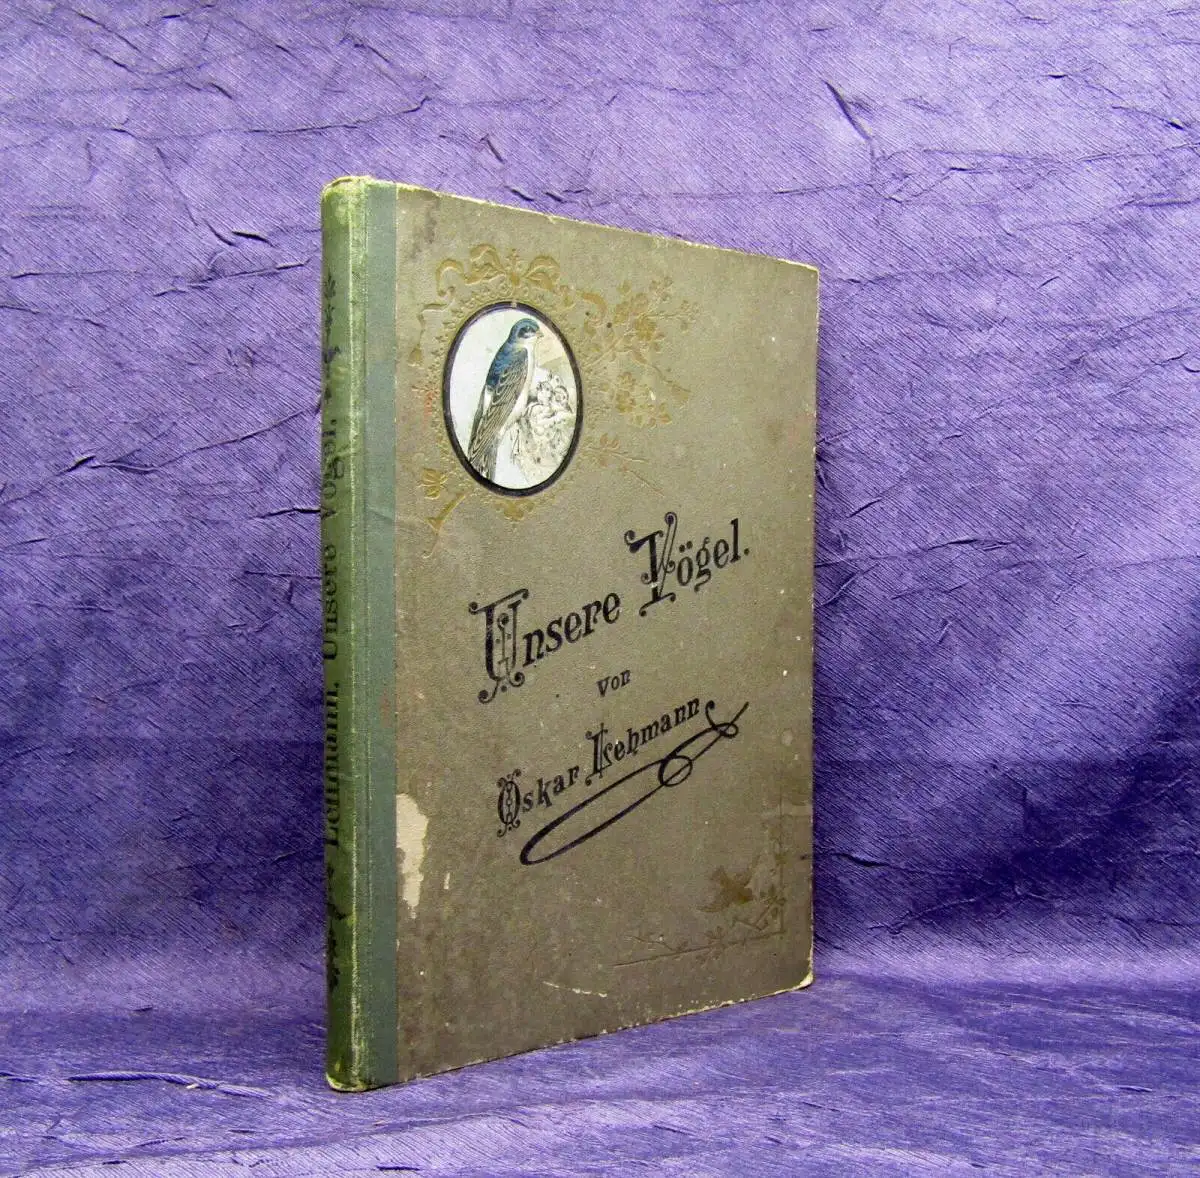 Unsere Vögel.
von
Oskar Lehmann
Lehmann, Unsere Vögel.